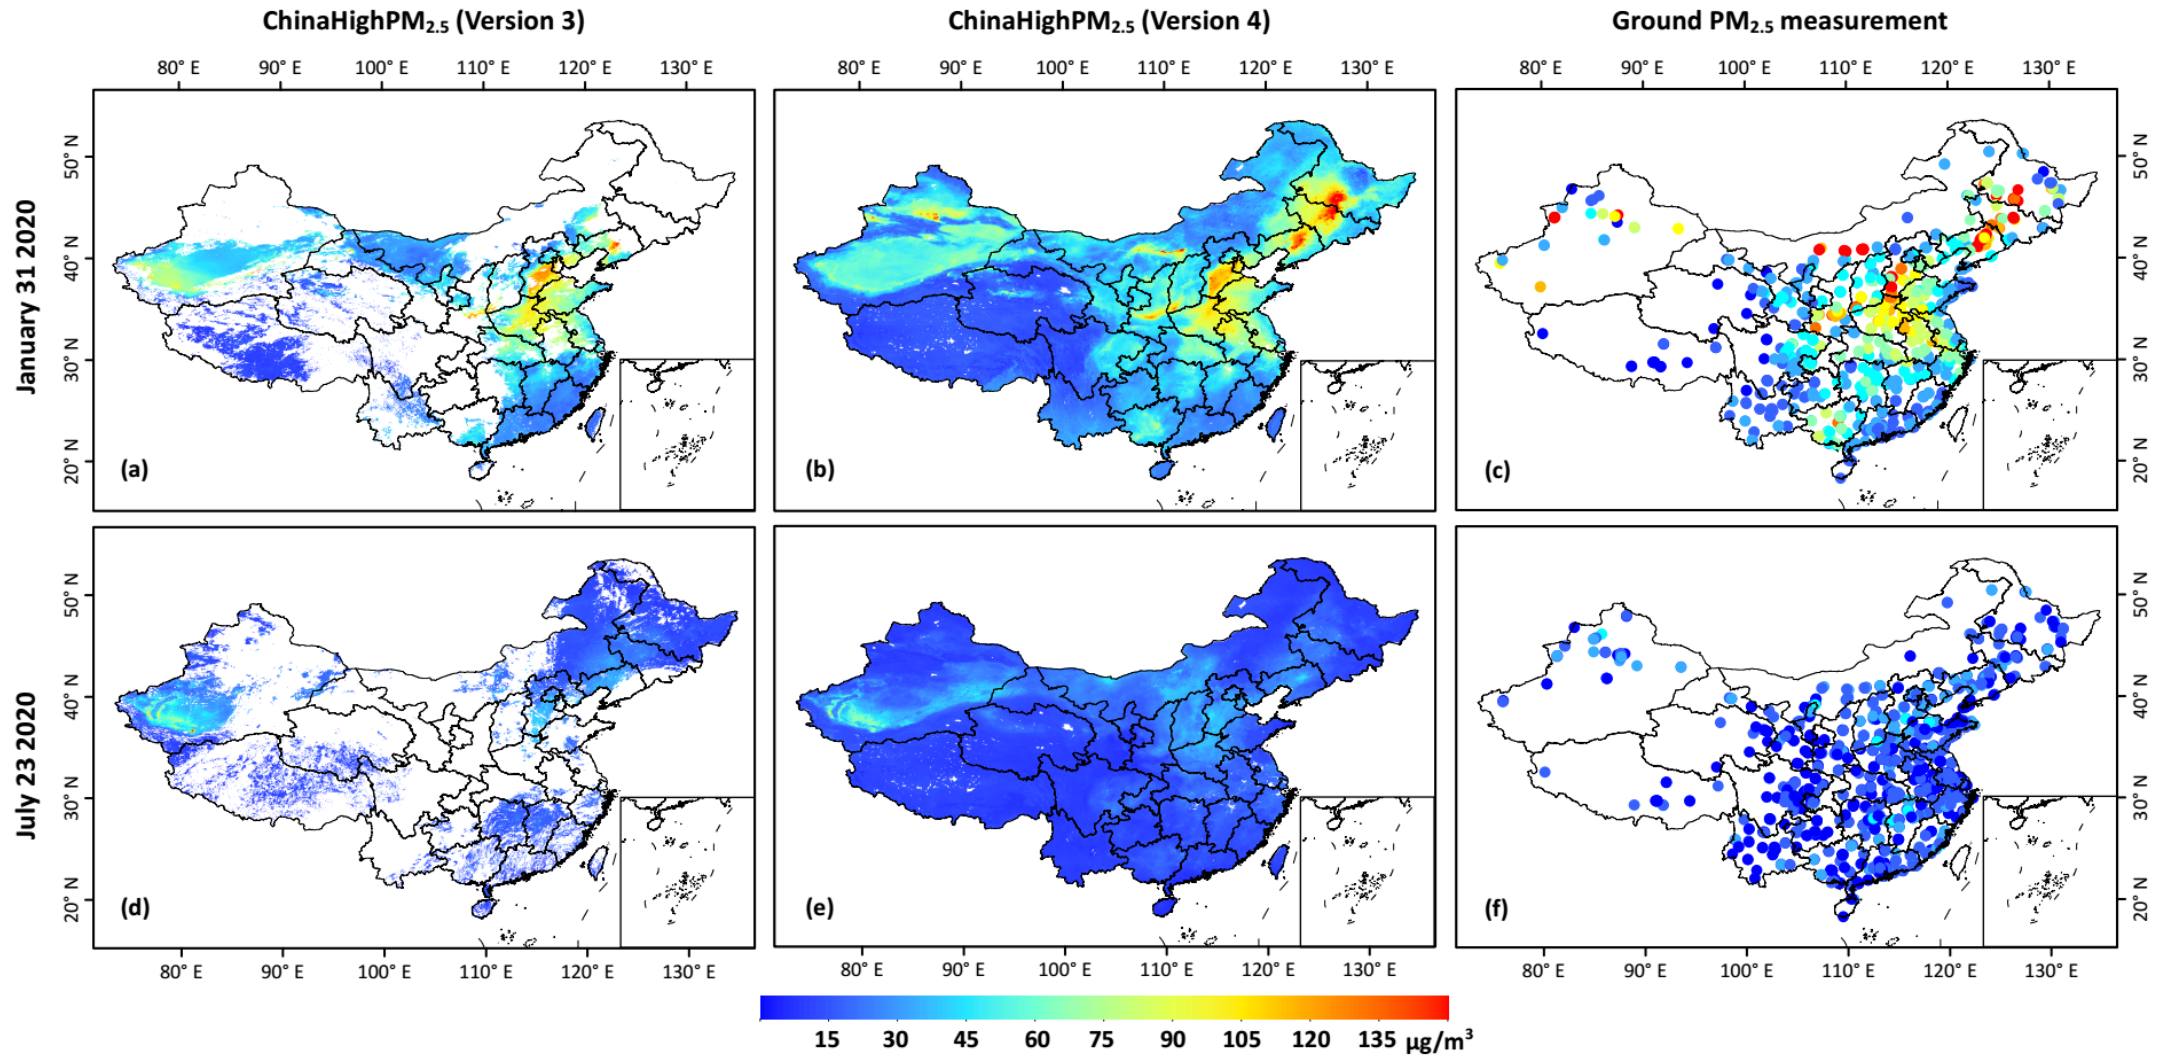 ChinaHighPM2.5 (Version 3) ChinaHighPM2.5 (Version 4) Ground PM2.5 measurement
80° E 90° E 100° E 110° E 120° E 130° E 80° E 90° E 100° E 110° E 120° E 130° E 80° E 90° E 100° E 110° E 120° E 130° E
January 31 2020
50° N 40° N 30° N 20° N
(a) (b) (c)
50° N 40° N 30° N 20° N
July 23 2020
50° N 40° N 30° N 20° N
(d) (e) (f)
50° N 40° N 30° N 20° N
80° E 90° E 100° E 110° E 120° E 130° E 80° E 90° E 100° E 110° E 120° E 130° E 80° E 90° E 100° E 110° E 120° E 130° E
15 30 45 60 75 90 105 120 135 µg/m³